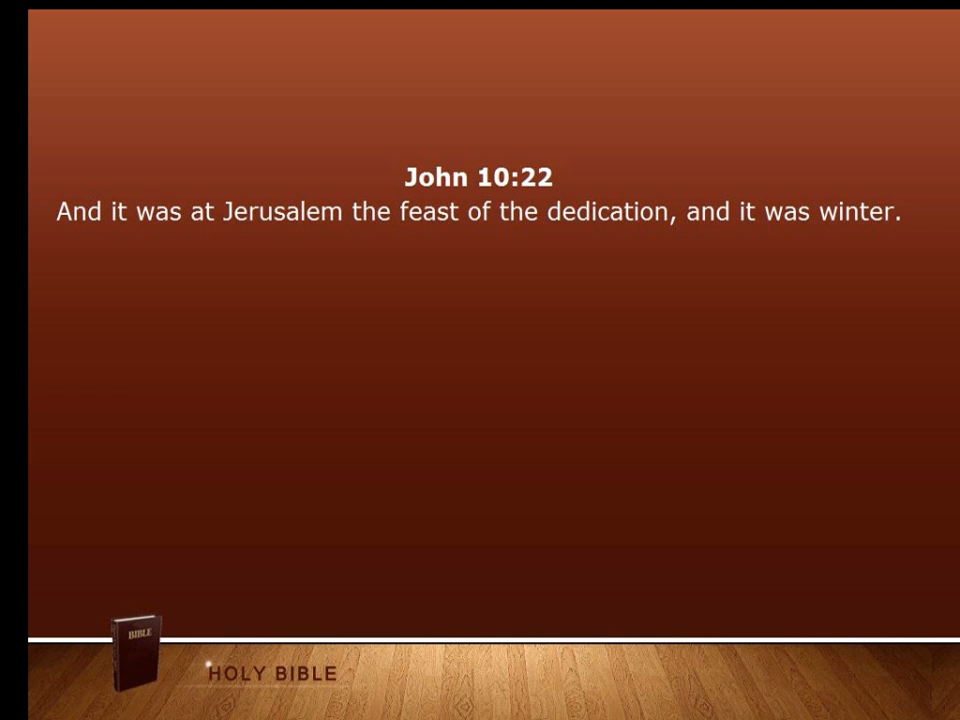 John 10:22
And it was at Jerusalem the feast of the dedication, and it was winter.
BIBLE
HOLY BIBLE